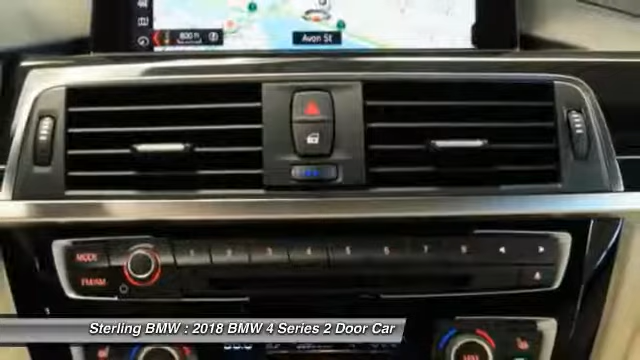 800 ft
Avon St
MODE
1 2 3 4 5 6 7 8
FM/AM
Sterling BMW : 2018 BMW 4 Series 2 Door Car